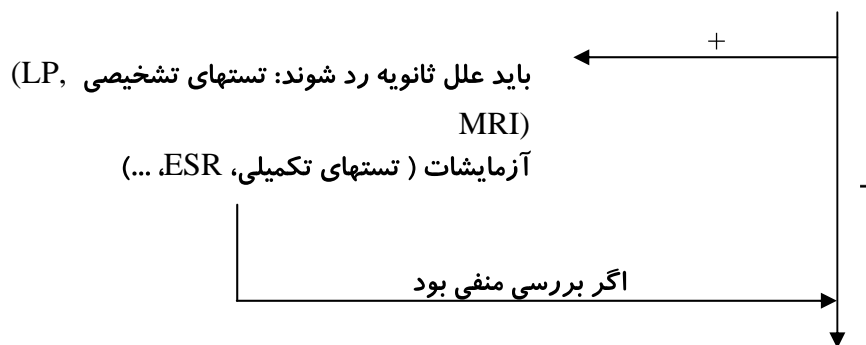 +
باید علل ثانویه رد شوند: تستهای تشخیصی (LP,
MRI)
آزمایشات ( تستهای تکمیلی، ESR، ...)
-
اگر بررسی منفی بود